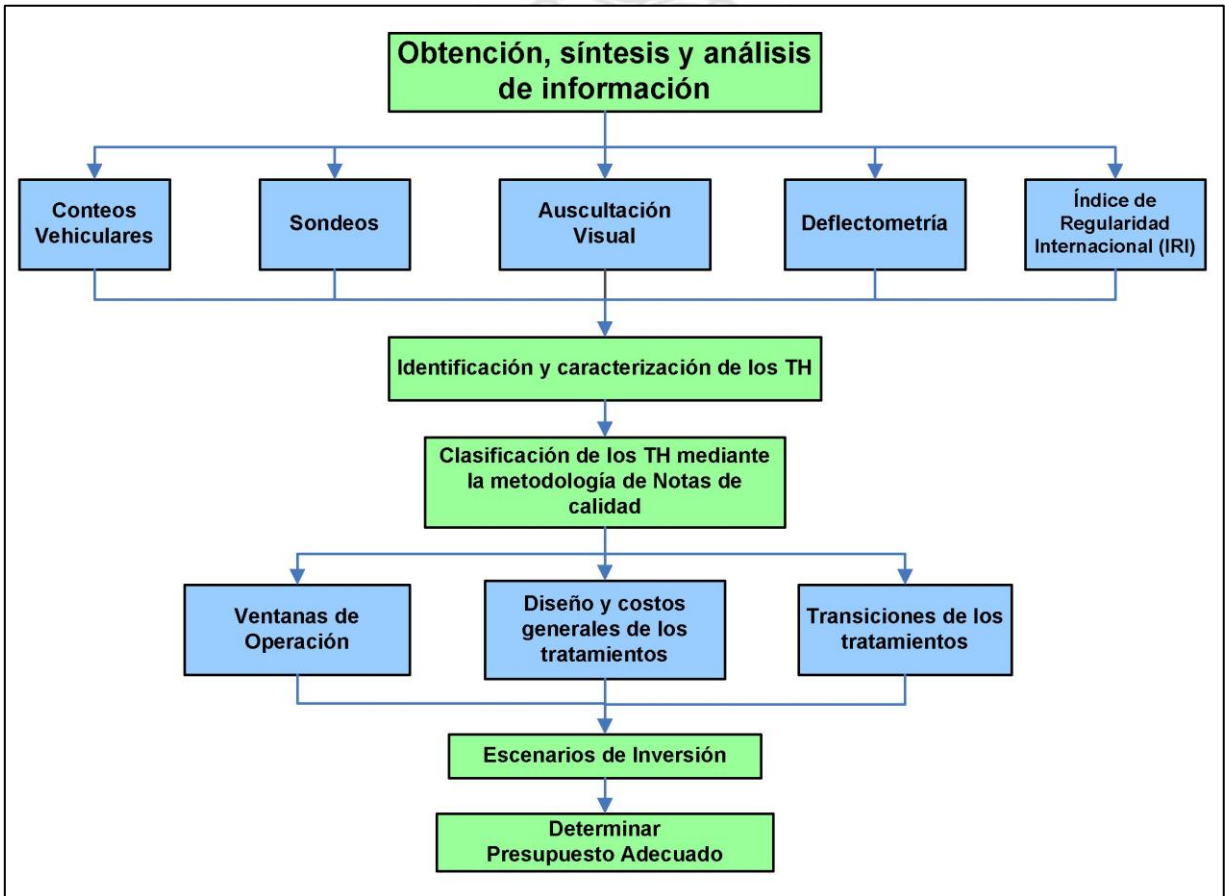 Obtención, síntesis y análisis
de información
Conteos
Vehiculares
Sondeos
Auscultación
Visual
Deflectometría
Índice de
Regularidad
Internacional (IRI)
Identificación y caracterización de los TH
Clasificación de los TH mediante
la metodología de Notas de
calidad
Ventanas de
Operación
Diseño y costos
generales de los
tratamientos
Transiciones de los
tratamientos
Escenarios de Inversión
Determinar
Presupuesto Adecuado